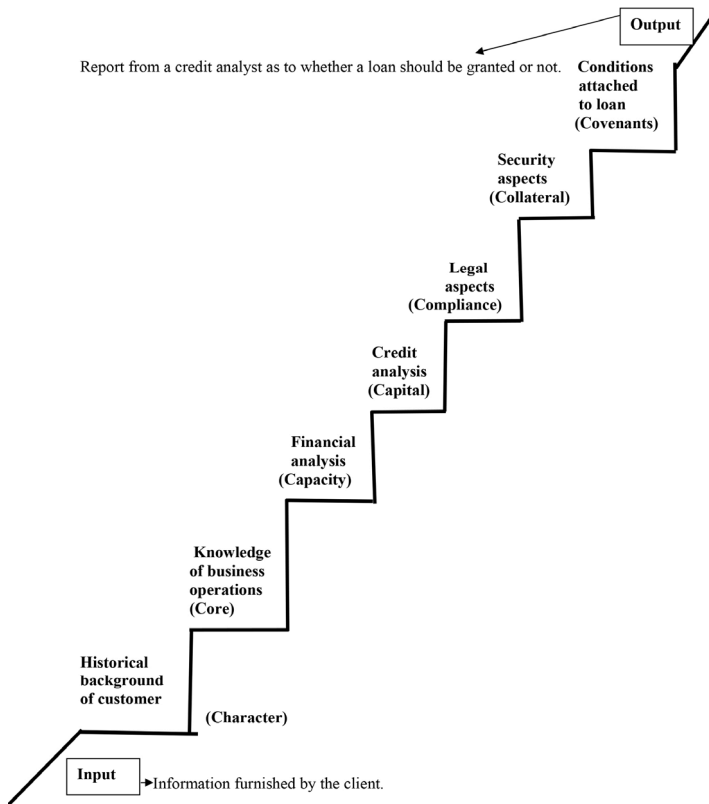 Output
Report from a credit analyst as to whether a loan should be granted or not.
Conditions
attached
to loan
(Covenants)
Security
aspects
(Collateral)
Legal
aspects
(Compliance)
Credit
analysis
(Capital)
Financial
analysis
(Capacity)
Knowledge
of business
operations
(Core)
Historical
background
of customer
(Character)
Input
Information furnished by the client.